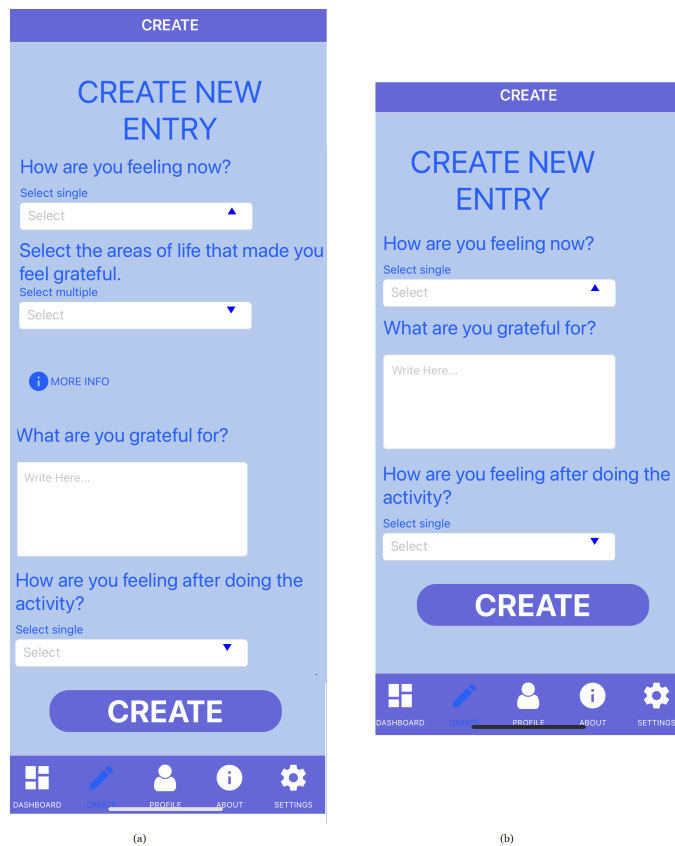 CREATE
CREATE NEW
ENTRY
How are you feeling now?
Select single
Select
Select the areas of life that made you
feel grateful.
Select multiple
Select
MORE INFO
What are you grateful for?
Write Here...
How are you feeling after doing the
activity?
Select single
Select
CREATE
DASHBOARD
CREATE
PROFILE
ABOUT
SETTINGS
(a)
CREATE
CREATE NEW
ENTRY
How are you feeling now?
Select single
Select
What are you grateful for?
Write Here...
How are you feeling after doing the
activity?
Select single
Select
CREATE
DASHBOARD
CREATE
PROFILE
ABOUT
SETTINGS
(b)